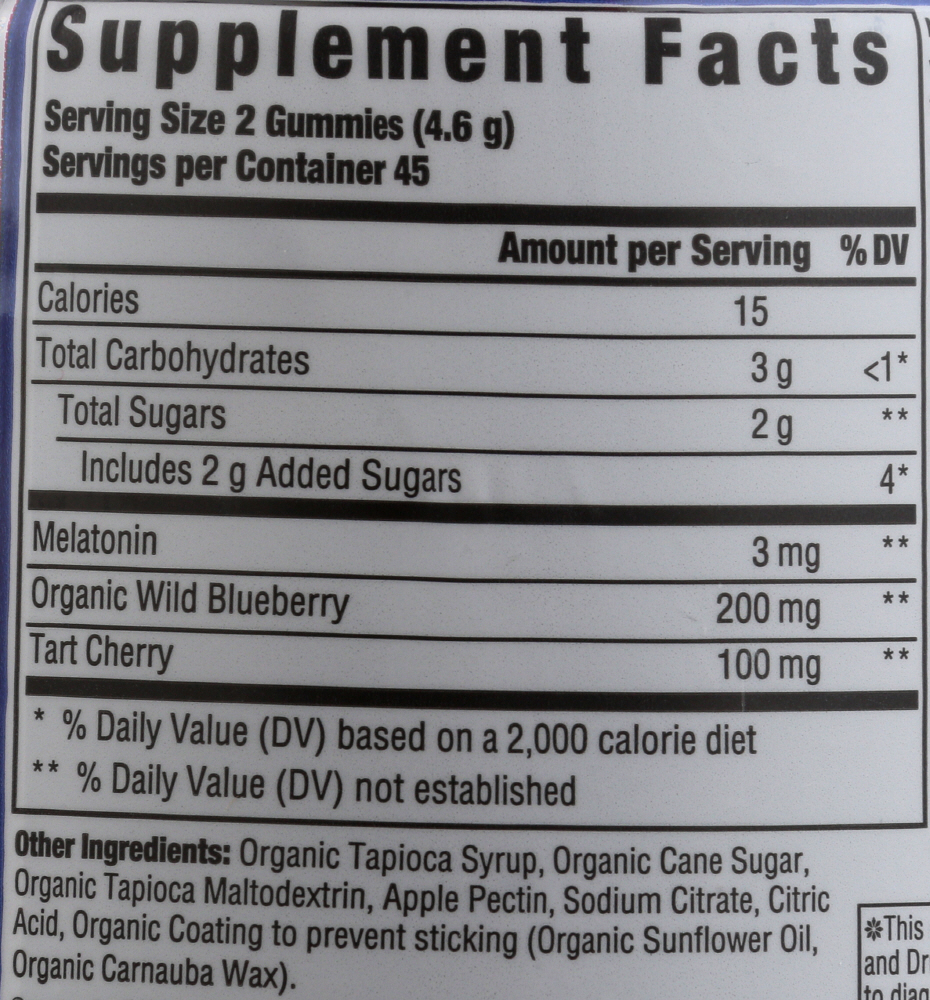 Supplement Facts
Serving Size 2 Gummies (4.6 g)
Servings per Container 45
Amount per Serving % DV
Calories 15
Total Carbohydrates 3 g <1*
Total Sugars 2 g **
Includes 2 g Added Sugars 4*
Melatonin 3 mg **
Organic Wild Blueberry 200 mg **
Tart Cherry 100 mg **
* % Daily Value (DV) based on a 2,000 calorie diet
** % Daily Value (DV) not established
Other Ingredients: Organic Tapioca Syrup, Organic Cane Sugar,
Organic Tapioca Maltodextrin, Apple Pectin, Sodium Citrate, Citric
Acid, Organic Coating to prevent sticking (Organic Sunflower Oil,
Organic Carnauba Wax).
❉This
and Dr
to diag